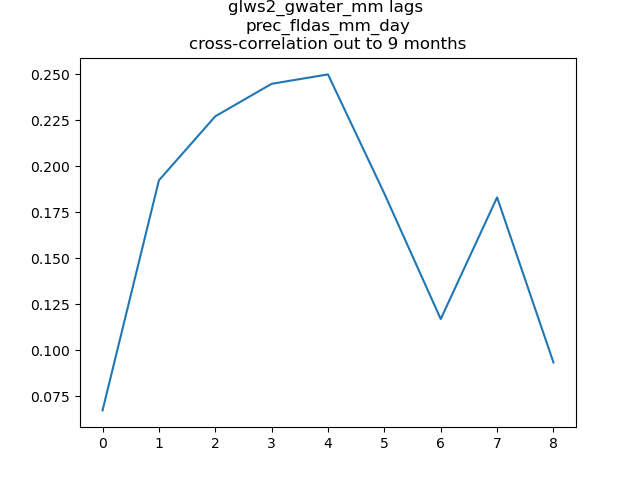 glws2_gwater_mm lags
prec_fldas_mm_day
cross-correlation out to 9 months
0.250
0.225
0.200
0.175
0.150
0.125
0.100
0.075
0 1 2 3 4 5 6 7 8